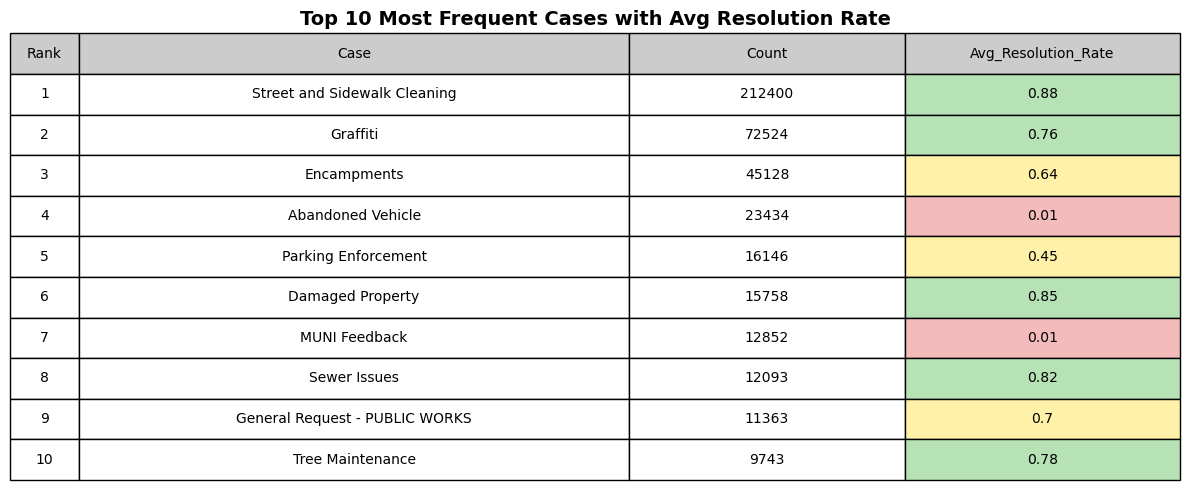 Top 10 Most Frequent Cases with Avg Resolution Rate
Rank Case Count Avg_Resolution_Rate
1 Street and Sidewalk Cleaning 212400 0.88
2 Graffiti 72524 0.76
3 Encampments 45128 0.64
4 Abandoned Vehicle 23434 0.01
5 Parking Enforcement 16146 0.45
6 Damaged Property 15758 0.85
7 MUNI Feedback 12852 0.01
8 Sewer Issues 12093 0.82
9 General Request - PUBLIC WORKS 11363 0.7
10 Tree Maintenance 9743 0.78